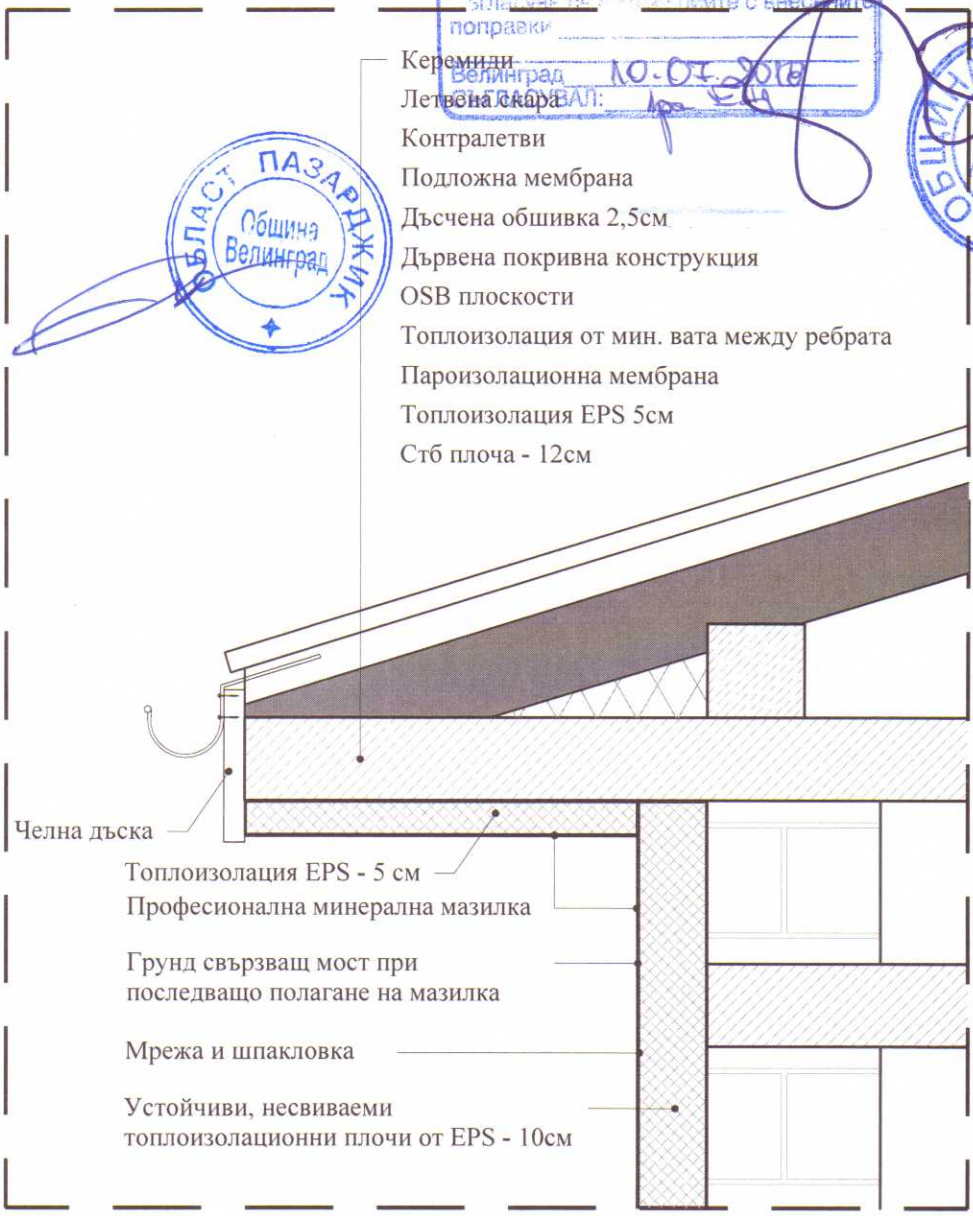 поправки
Керемиди
Велинград 10.07.2018
Летвена скара
СЪГЛАСУВАЛ:
Контралетви
Подложна мембрана
Дъсчена обшивка 2,5см
Дървена покривна конструкция
OSB плоскости
Топлоизолация от мин. вата между ребрата
Пароизолационна мембрана
Топлоизолация EPS 5см
Стб плоча - 12см
ОБЛАСТ ПАЗАРДЖИК
Община
Велинград
Челна дъска
Топлоизолация EPS - 5 см
Професионална минерална мазилка
Грунд свързващ мост при
последващо полагане на мазилка
Мрежа и шпакловка
Устойчиви, несвиваеми
топлоизолационни плочи от EPS - 10см